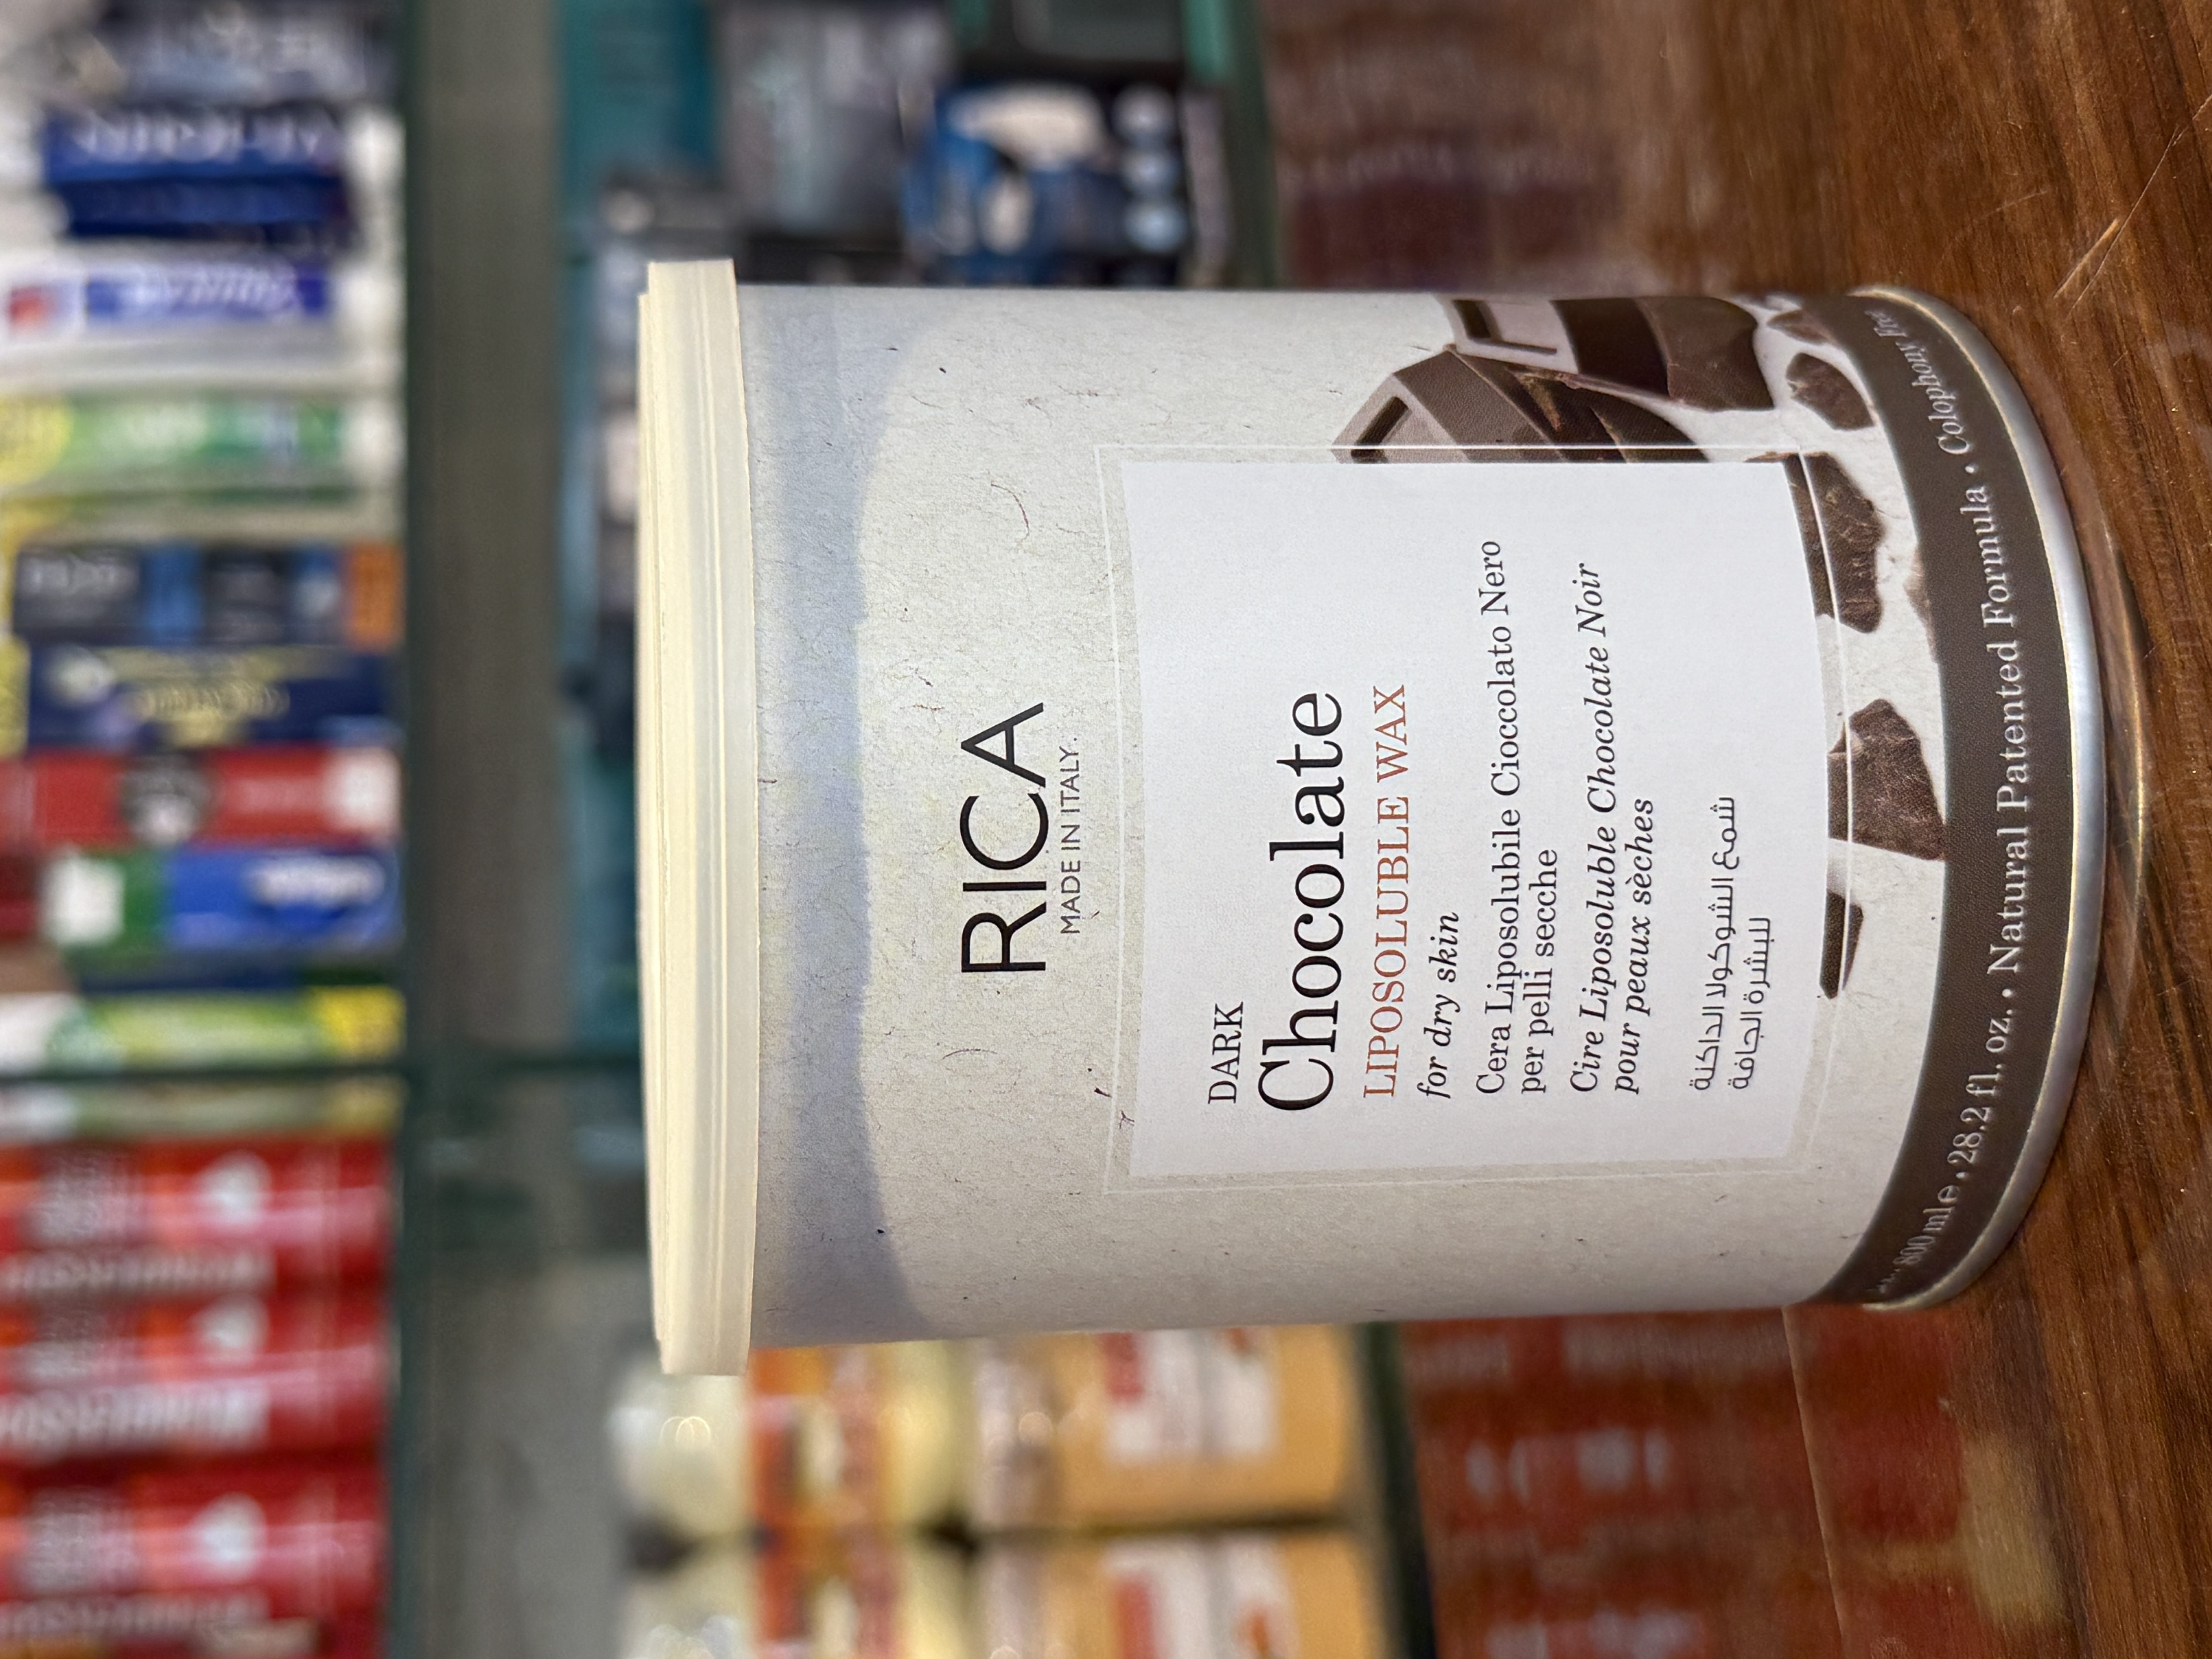 RICA
MADE IN ITALY.
DARK
Chocolate
LIPOSOLUBLE WAX
for dry skin
Cera Liposolubile Cioccolato Nero
per pelli secche
Cire Liposoluble Chocolate Noir
pour peaux sèches
شمع الشوكولا الداكنة
للبشرة الجافة
800 ml ℮ • 28.2 fl. oz. • Natural Patented Formula • Colophony Free